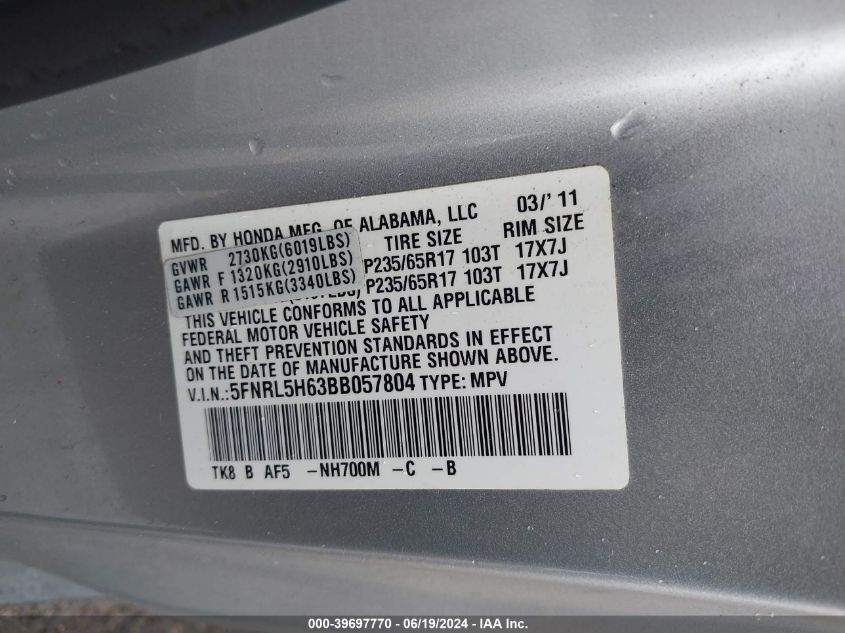 MFD. BY HONDA MFG. OF ALABAMA, LLC 03/' 11
TIRE SIZE RIM SIZE
GVWR 2730KG(6019LBS)
GAWR F 1320KG(2910LBS) P235/65R17 103T 17X7J
GAWR R 1515KG(3340LBS) P235/65R17 103T 17X7J
THIS VEHICLE CONFORMS TO ALL APPLICABLE
FEDERAL MOTOR VEHICLE SAFETY
AND THEFT PREVENTION STANDARDS IN EFFECT
ON THE DATE OF MANUFACTURE SHOWN ABOVE.
V.I.N.:5FNRL5H63BB057804 TYPE: MPV
TK8 B AF5 -NH700M -C -B
000-39697770 - 06/19/2024 - IAA Inc.